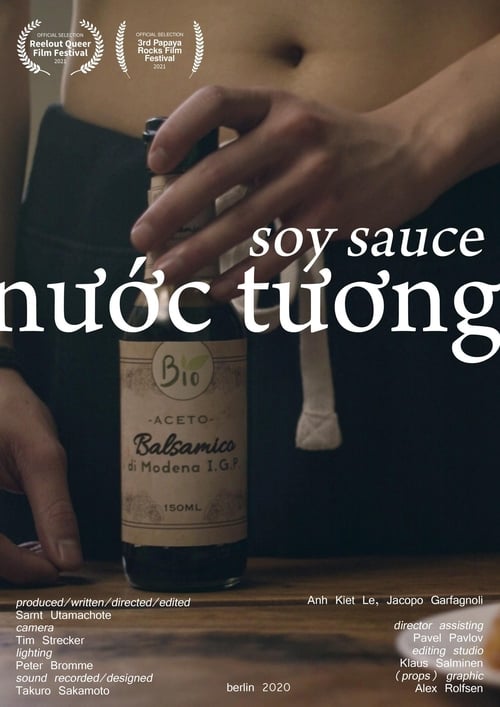 OFFICIAL SELECTION
Reelout Queer
Film Festival
2021
OFFICIAL SELECTION
3rd Papaya
Rocks Film
Festival
2021
soy sauce
nước tương
Bio
-ACETO-
Balsamico
di Modena I.G.P.
150ML
produced/written/directed/edited
Sarnt Utamachote
camera
Tim Strecker
lighting
Peter Bromme
sound recorded/designed
Takuro Sakamoto
berlin 2020
Anh Kiet Le, Jacopo Garfagnoli
director assisting
Pavel Pavlov
editing studio
Klaus Salminen
(props) graphic
Alex Rolfsen